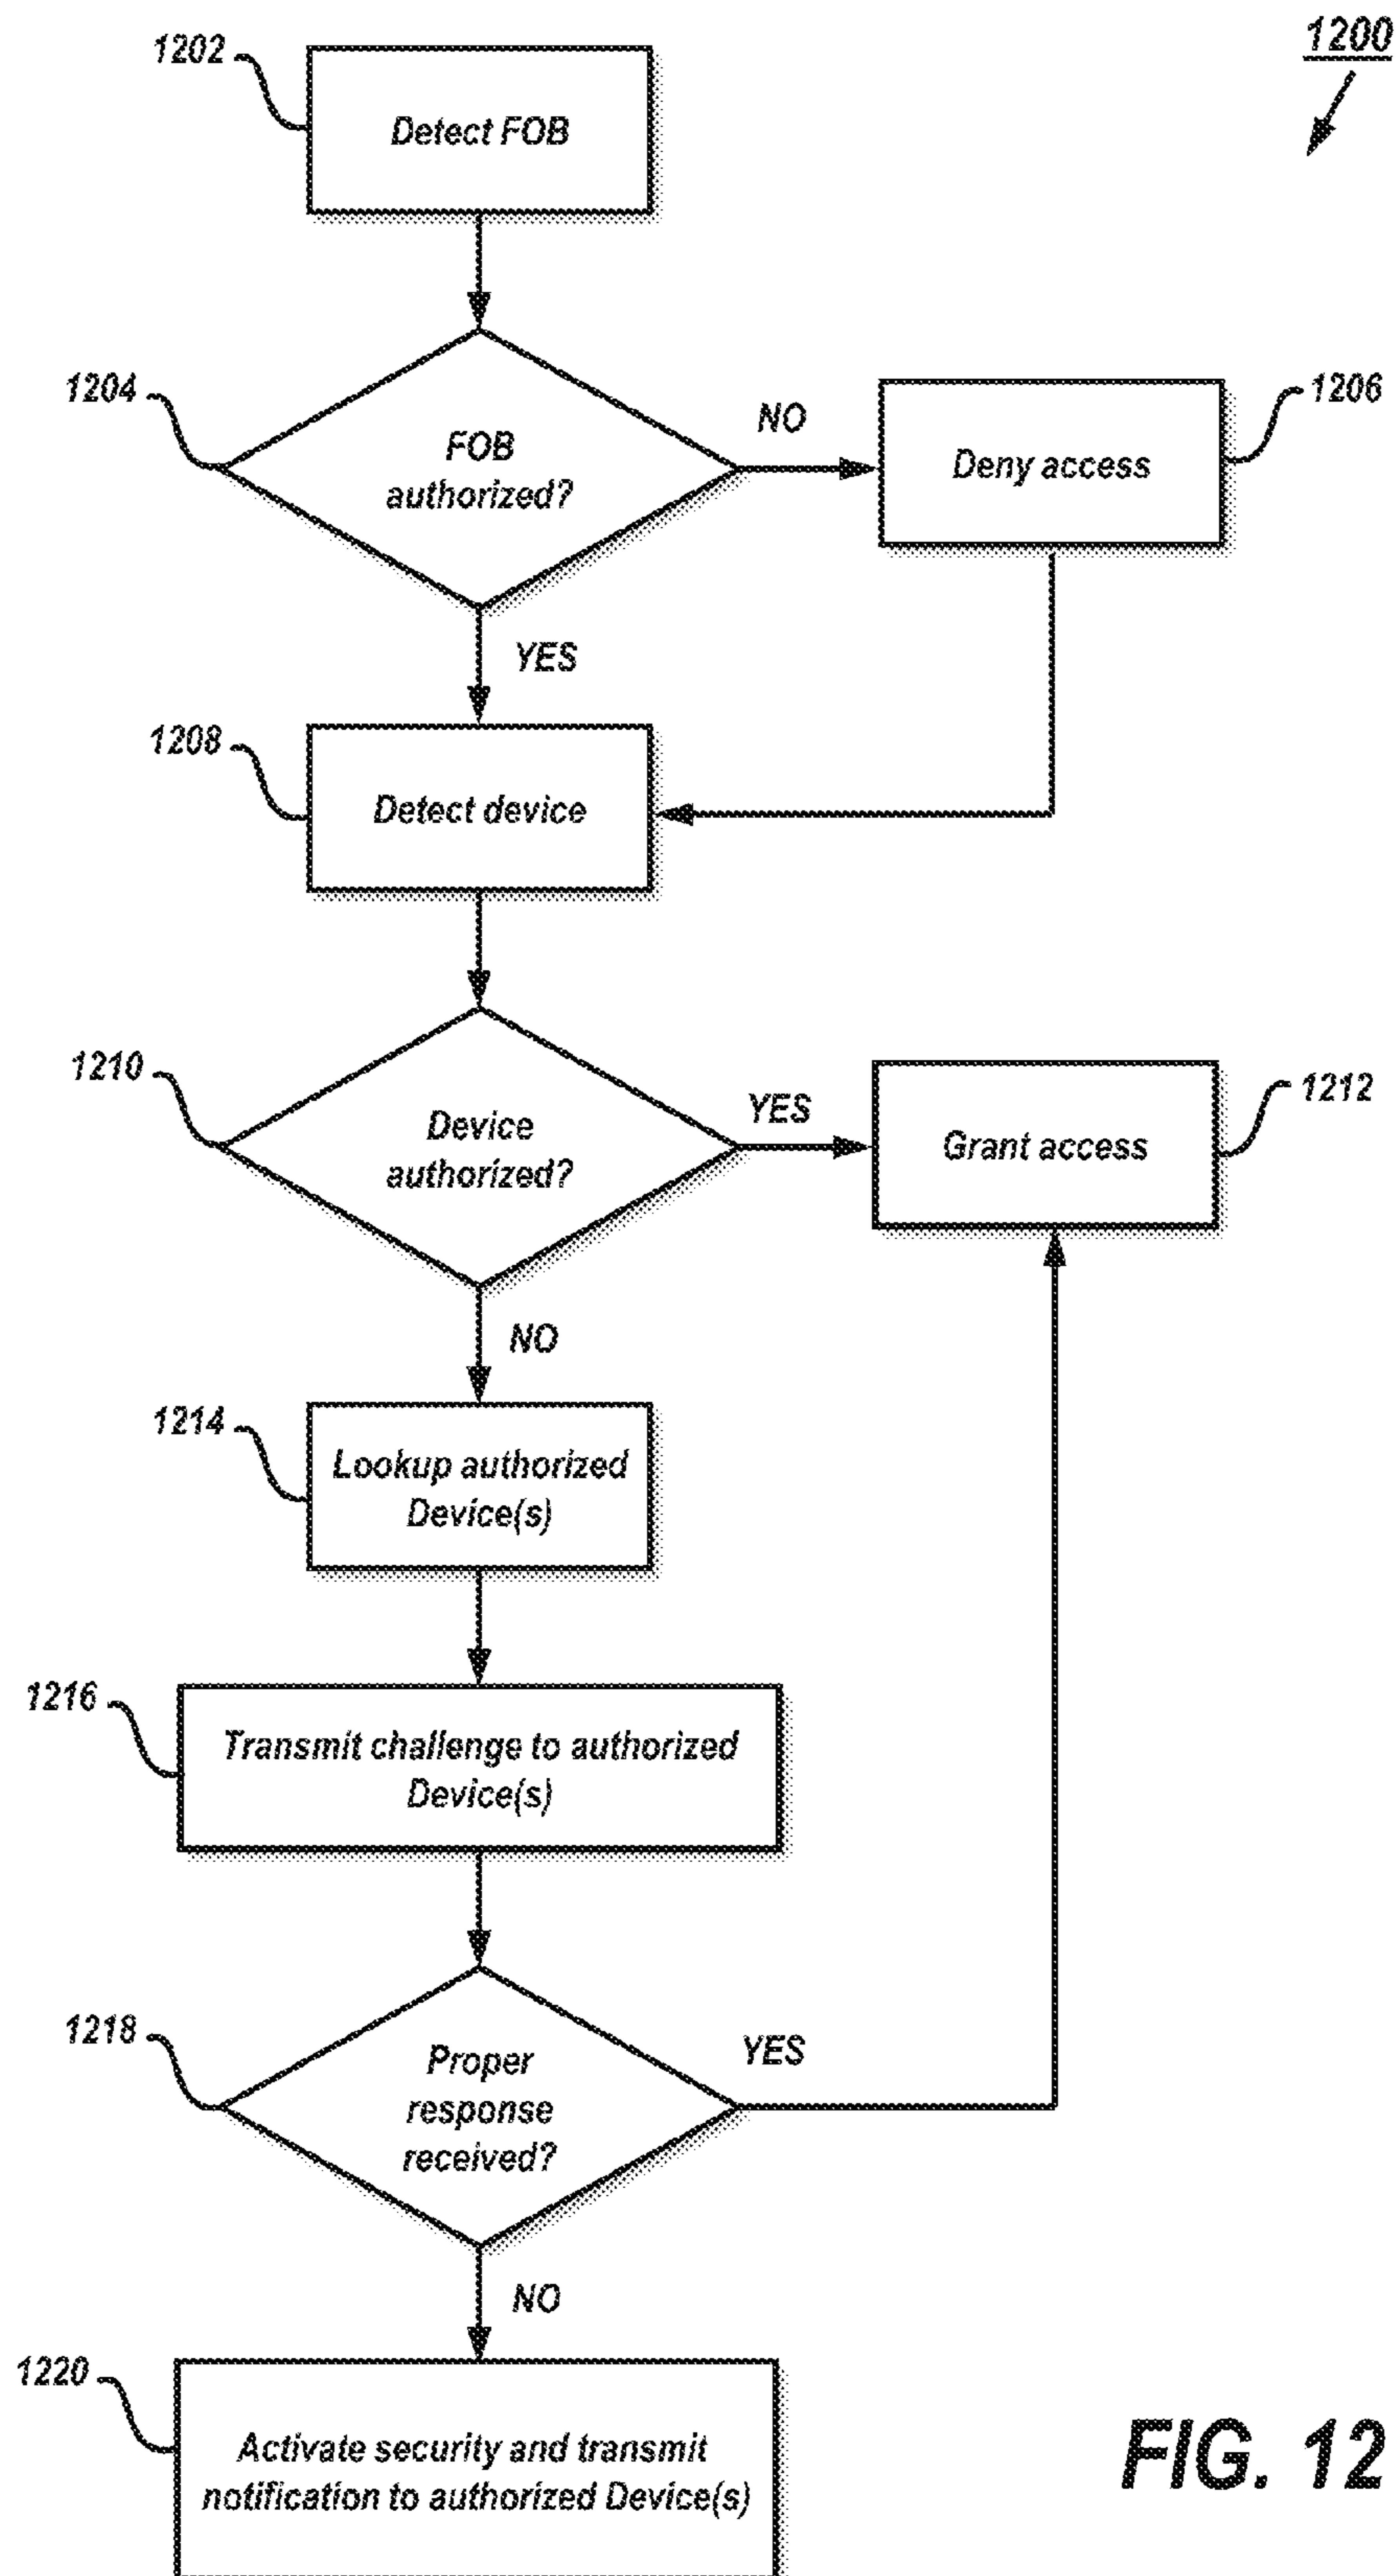 1200
1202
Detect FOB
1204
FOB
authorized?
NO
1206
Deny access
YES
1208
Detect device
1210
Device
authorized?
YES
1212
Grant access
NO
1214
Lookup authorized
Device(s)
1216
Transmit challenge to authorized
Device(s)
1218
Proper
response
received?
YES
NO
1220
Activate security and transmit
notification to authorized Device(s)
FIG. 12